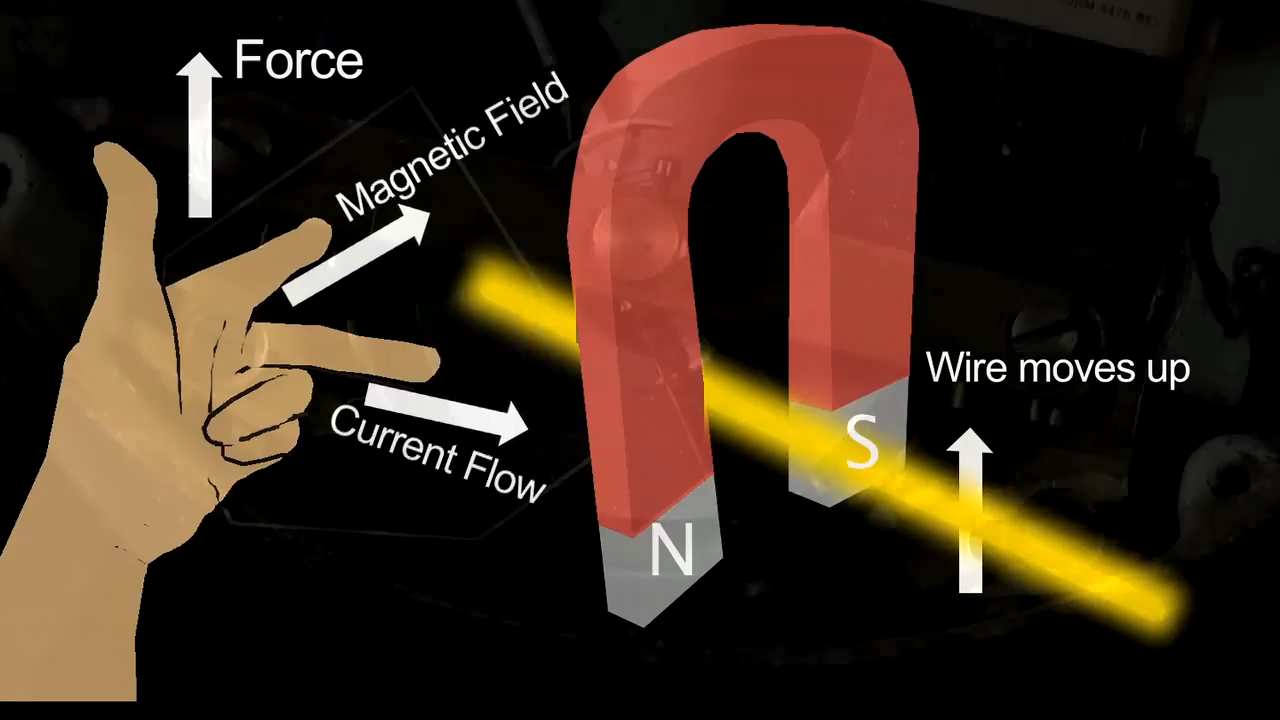 Force
Magnetic Field
Current Flow
Wire moves up
S
N